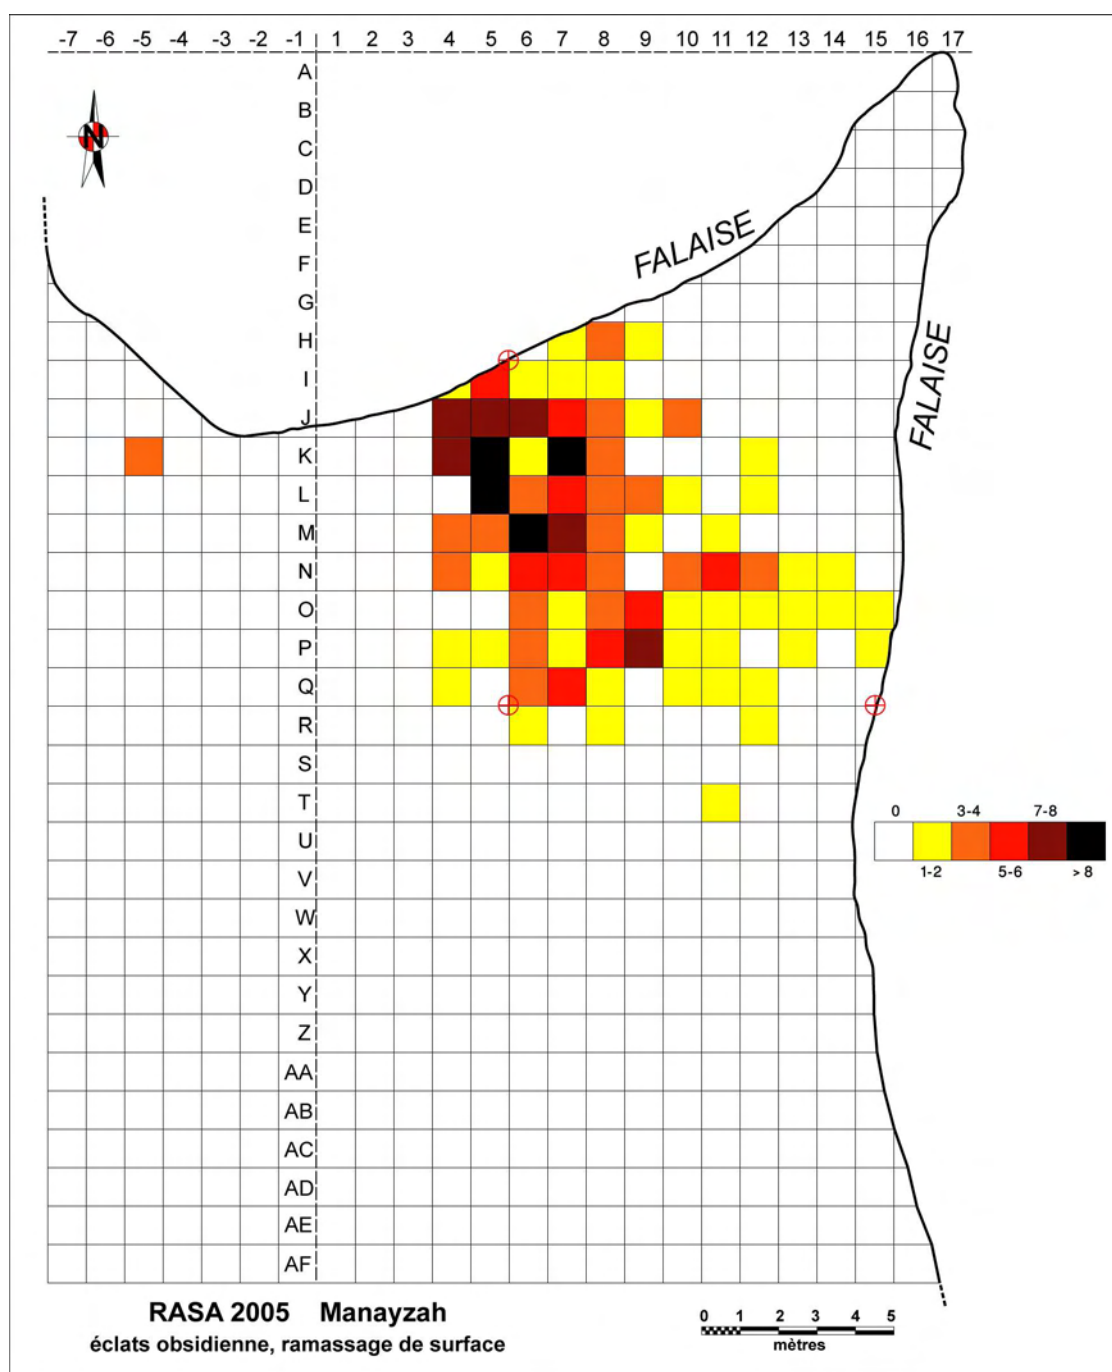 -7 -6 -5 -4 -3 -2 -1 1 2 3 4 5 6 7 8 9 10 11 12 13 14 15 16 17
A
B
N
C
D
E
FALAISE
F
G
H
FALAISE
I
J
K
L
M
N
O
P
Q
R
S
T
0 3-4 7-8
1-2 5-6 > 8
U
V
W
X
Y
Z
AA
AB
AC
AD
AE
AF
RASA 2005 Manayzah
éclats obsidienne, ramassage de surface
0 1 2 3 4 5
mètres